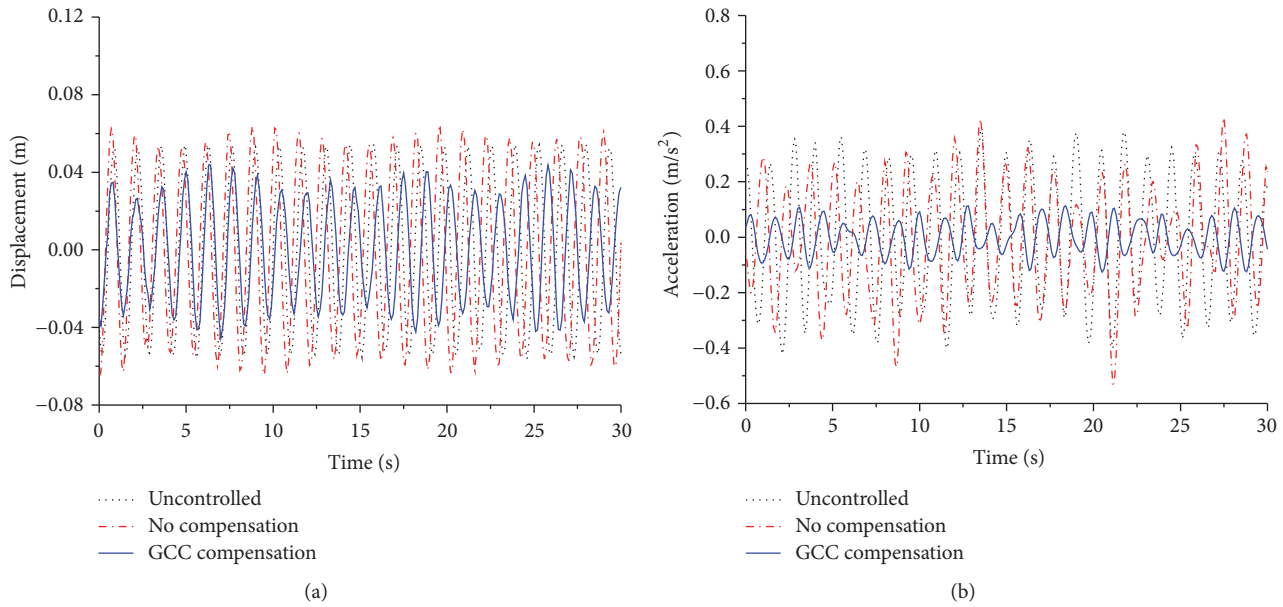 0.12
0.08
0.04
0.00
−0.04
−0.08
Displacement (m)
0
5
10
15
20
25
30
Time (s)
Uncontrolled
No compensation
GCC compensation
(a)
0.8
0.6
0.4
0.2
0.0
−0.2
−0.4
−0.6
Acceleration (m/s²)
0
5
10
15
20
25
30
Time (s)
Uncontrolled
No compensation
GCC compensation
(b)